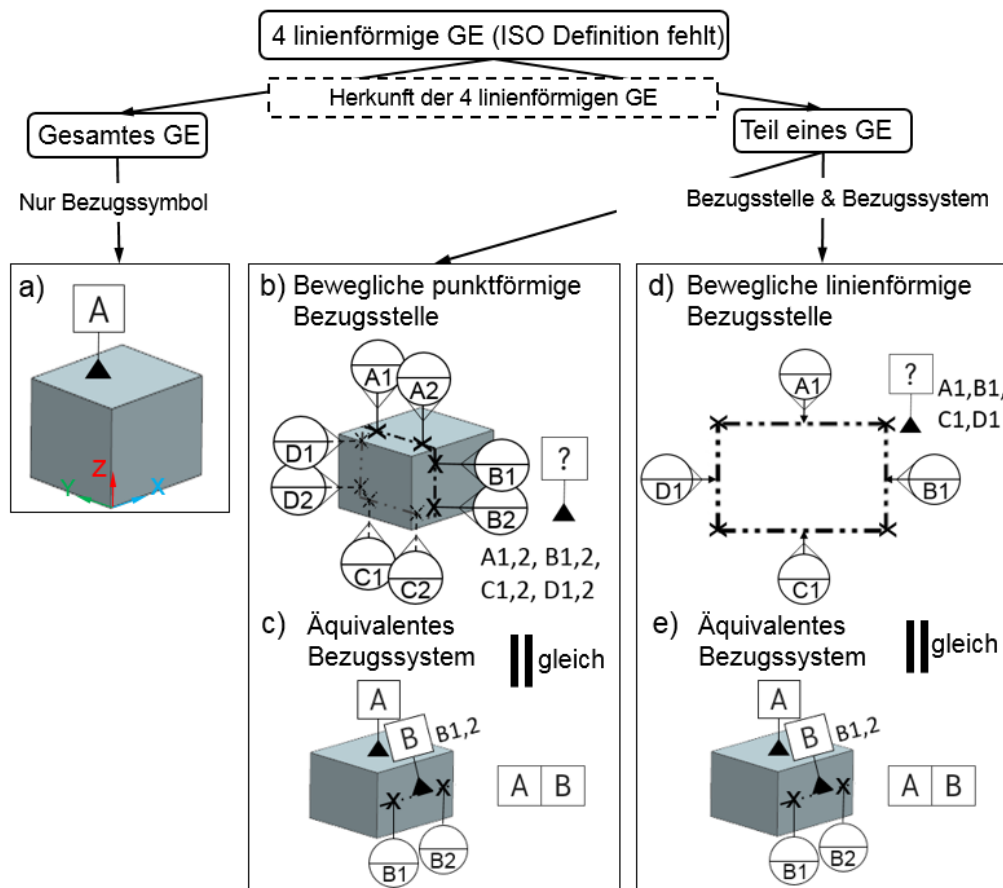 4 linienförmige GE (ISO Definition fehlt)
Herkunft der 4 linienförmigen GE
Gesamtes GE
Teil eines GE
Nur Bezugssymbol
Bezugsstelle & Bezugsystem
a)
A
Z
Y
X
b) Bewegliche punktförmige
Bezugsstelle
A1
A2
D1
B1
?
D2
B2
C1
C2
A1,2, B1,2,
C1,2, D1,2
c) Äquivalentes
Bezugssystem
gleich
A
B
B1,2
A B
B1
B2
d) Bewegliche linienförmige
Bezugsstelle
A1
?
A1,B1,
C1,D1
D1
B1
C1
e) Äquivalentes
Bezugssystem
gleich
A
B
B1,2
A B
B1
B2